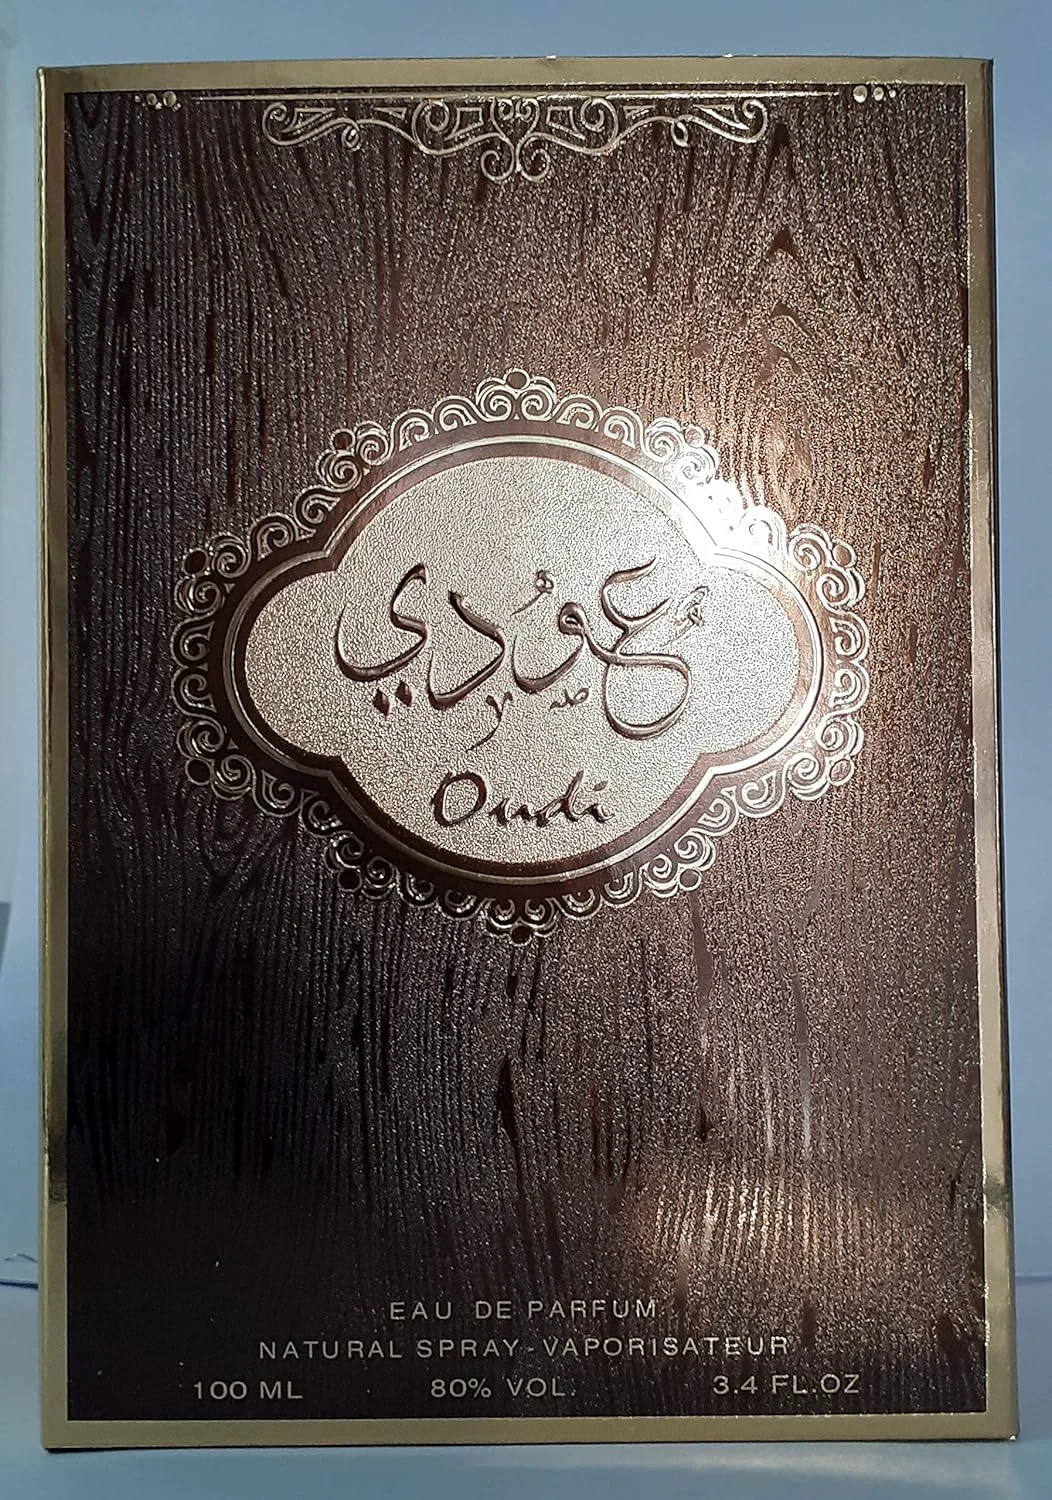 عودي
Oudi
EAU DE PARFUM
NATURAL SPRAY-VAPORISATEUR
100 ML 80% VOL. 3.4 FL.OZ